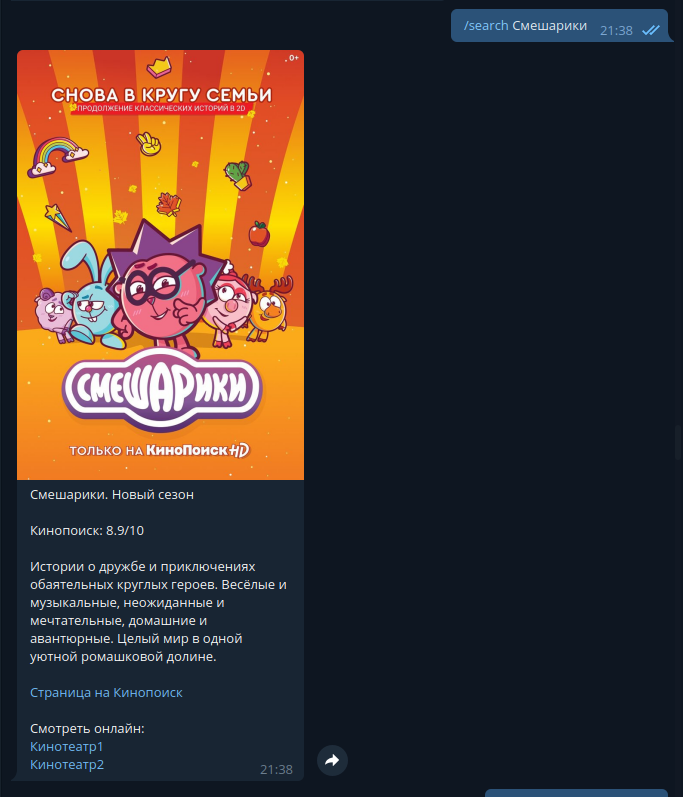 /search Смешарики 21:38
0+
СНОВА В КРУГУ СЕМЬИ
ПРОДОЛЖЕНИЕ КЛАССИЧЕСКИХ ИСТОРИЙ В 2D
СМЕШАРИКИ
ТОЛЬКО НА КиноПоиск HD
Смешарики. Новый сезон
Кинопоиск: 8.9/10
Истории о дружбе и приключениях
обаятельных круглых героев. Весёлые и
музыкальные, неожиданные и
мечтательные, домашние и
авантюрные. Целый мир в одной
уютной ромашковой долине.
Страница на Кинопоиск
Смотреть онлайн:
Кинотеатр1
Кинотеатр2
21:38